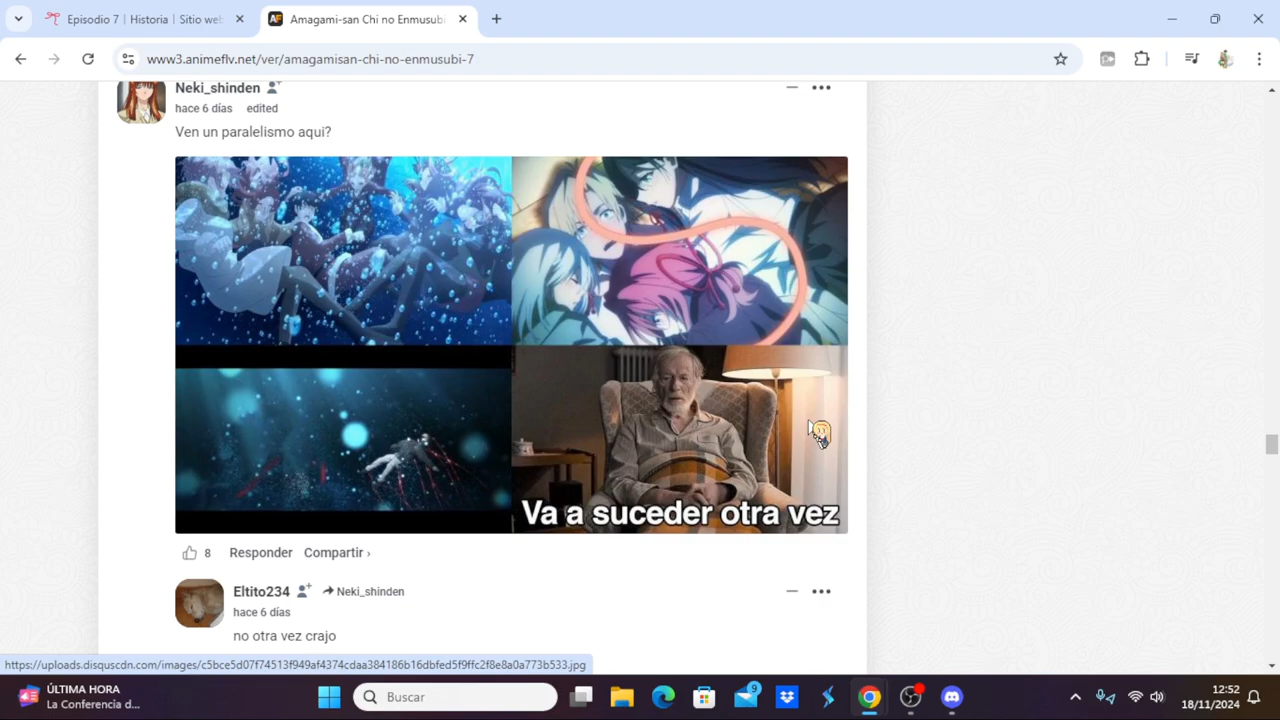 Episodio 7 | Historia | Sitio web
Amagami-san Chi no Enmusubi
www3.animeflv.net/ver/amagamisan-chi-no-enmusubi-7
Neki_shinden
hace 6 días edited
Ven un paralelismo aqui?
Va a suceder otra vez
8 Responder Compartir ›
Eltito234 Neki_shinden
hace 6 días
no otra vez crajo
https://uploads.disquscdn.com/images/c5bce5d07f74513f949af4374cdaa384186b16dbfed5f9ffc2f8e8a0a773b533.jpg
ÚLTIMA HORA
La Conferencia d...
Buscar
9
12:52
18/11/2024